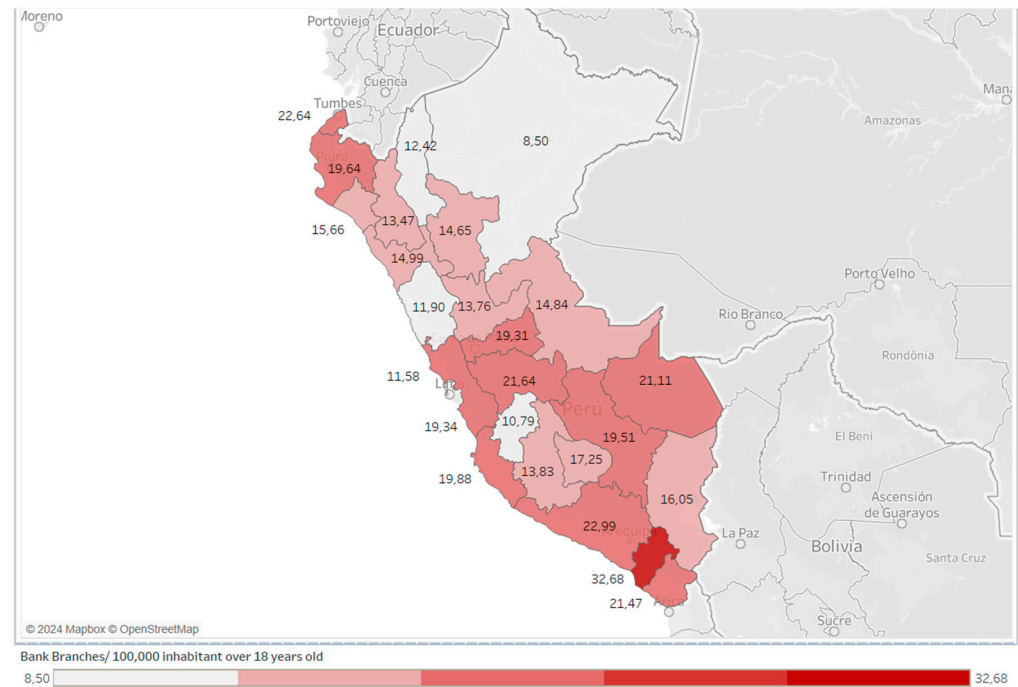 Moreno
Portoviejo
Ecuador
Cuenca
Mana
Tumbes
22,64
Amazonas
12,42
8,50
Piura
19,64
13,47
15,66
14,65
14,99
Porto Velho
11,90
13,76
14,84
Rio Branco
19,31
Rondônia
11,58
Lima
21,64
21,11
Perú
10,79
19,34
19,51
El Beni
17,25
13,83
19,88
Trinidad
16,05
Ascensión
de Guarayos
22,99
Arequipa
La Paz
Bolivia
Santa Cruz
32,68
21,47
Arica
Sucre
© 2024 Mapbox © OpenStreetMap
Bank Branches/ 100,000 inhabitant over 18 years old
8,50
32,68